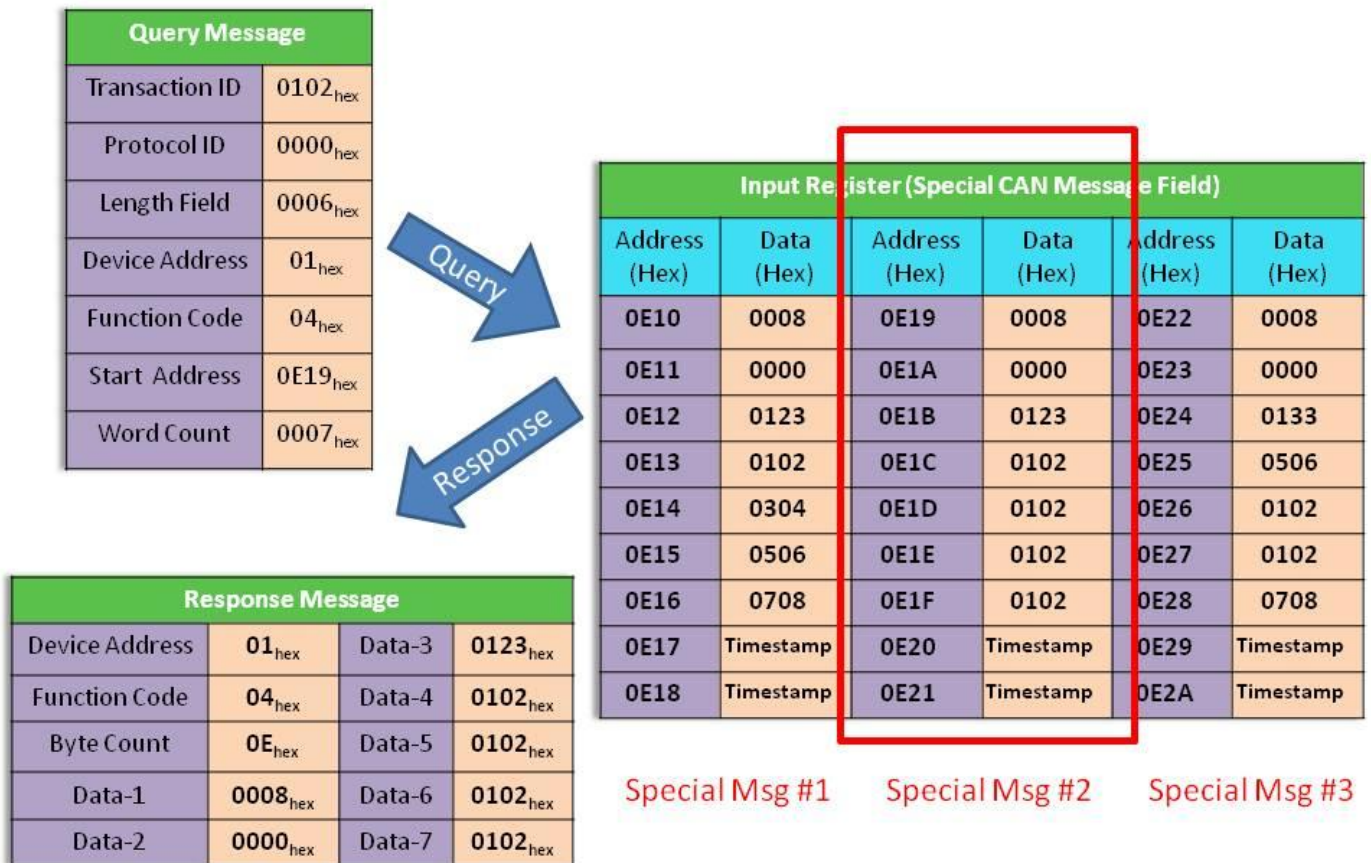 Query Message
Transaction ID 0102hex
Protocol ID 0000hex
Length Field 0006hex
Device Address 01hex
Function Code 04hex
Start Address 0E19hex
Word Count 0007hex
Query
Response
Input Register (Special CAN Message Field)
Address (Hex) Data (Hex) Address (Hex) Data (Hex) Address (Hex) Data (Hex)
0E10 0008 0E19 0008 0E22 0008
0E11 0000 0E1A 0000 0E23 0000
0E12 0123 0E1B 0123 0E24 0133
0E13 0102 0E1C 0102 0E25 0506
0E14 0304 0E1D 0102 0E26 0102
0E15 0506 0E1E 0102 0E27 0102
0E16 0708 0E1F 0102 0E28 0708
0E17 Timestamp 0E20 Timestamp 0E29 Timestamp
0E18 Timestamp 0E21 Timestamp 0E2A Timestamp
Special Msg #1 Special Msg #2 Special Msg #3
Response Message
Device Address 01hex Data-3 0123hex
Function Code 04hex Data-4 0102hex
Byte Count 0Ehex Data-5 0102hex
Data-1 0008hex Data-6 0102hex
Data-2 0000hex Data-7 0102hex